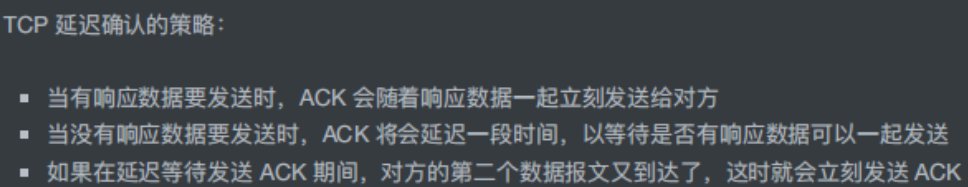 TCP 延迟确认的策略：
▪ 当有响应数据要发送时，ACK 会随着响应数据一起立刻发送给对方
▪ 当没有响应数据要发送时，ACK 将会延迟一段时间，以等待是否有响应数据可以一起发送
▪ 如果在延迟等待发送 ACK 期间，对方的第二个数据报文又到达了，这时就会立刻发送 ACK